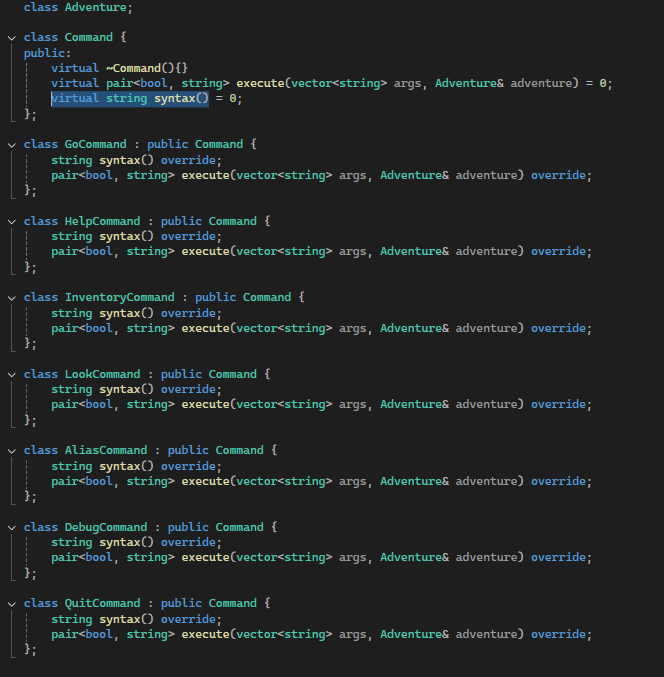 class Adventure;
class Command {
public:
    virtual ~Command(){}
    virtual pair<bool, string> execute(vector<string> args, Adventure& adventure) = 0;
    virtual string syntax() = 0;
};
class GoCommand : public Command {
    string syntax() override;
    pair<bool, string> execute(vector<string> args, Adventure& adventure) override;
};
class HelpCommand : public Command {
    string syntax() override;
    pair<bool, string> execute(vector<string> args, Adventure& adventure) override;
};
class InventoryCommand : public Command {
    string syntax() override;
    pair<bool, string> execute(vector<string> args, Adventure& adventure) override;
};
class LookCommand : public Command {
    string syntax() override;
    pair<bool, string> execute(vector<string> args, Adventure& adventure) override;
};
class AliasCommand : public Command {
    string syntax() override;
    pair<bool, string> execute(vector<string> args, Adventure& adventure) override;
};
class DebugCommand : public Command {
    string syntax() override;
    pair<bool, string> execute(vector<string> args, Adventure& adventure) override;
};
class QuitCommand : public Command {
    string syntax() override;
    pair<bool, string> execute(vector<string> args, Adventure& adventure) override;
};